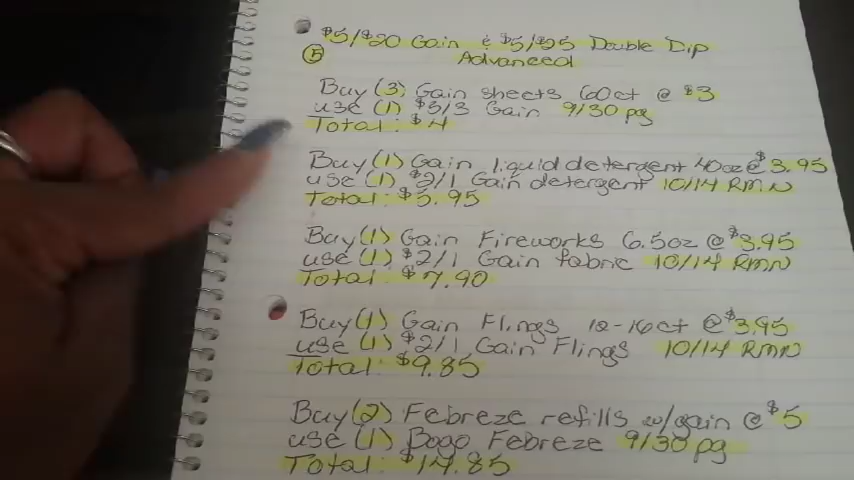 $5/$20 Gain & $5/$25 Double Dip
5 Advanced
Buy (3) Gain sheets 60ct @ $3
use (1) $3/3 Gain 9/30 pg
Total: $4
Buy (1) Gain liquid detergent 40oz @ $3.95
use (1) $2/1 Gain detergent 10/14 RMN
Total: $5.95
Buy (1) Gain Fireworks 6.5oz @ $3.95
use (1) $2/1 Gain fabric 10/14 RMN
Total: $7.90
Buy (1) Gain Flings 12-16ct @ $3.95
use (1) $2/1 Gain Flings 10/14 RMN
Total: $9.85
Buy (2) Febreze refills w/gain @ $5
use (1) Bogo Febreze 9/30 pg
Total: $14.85